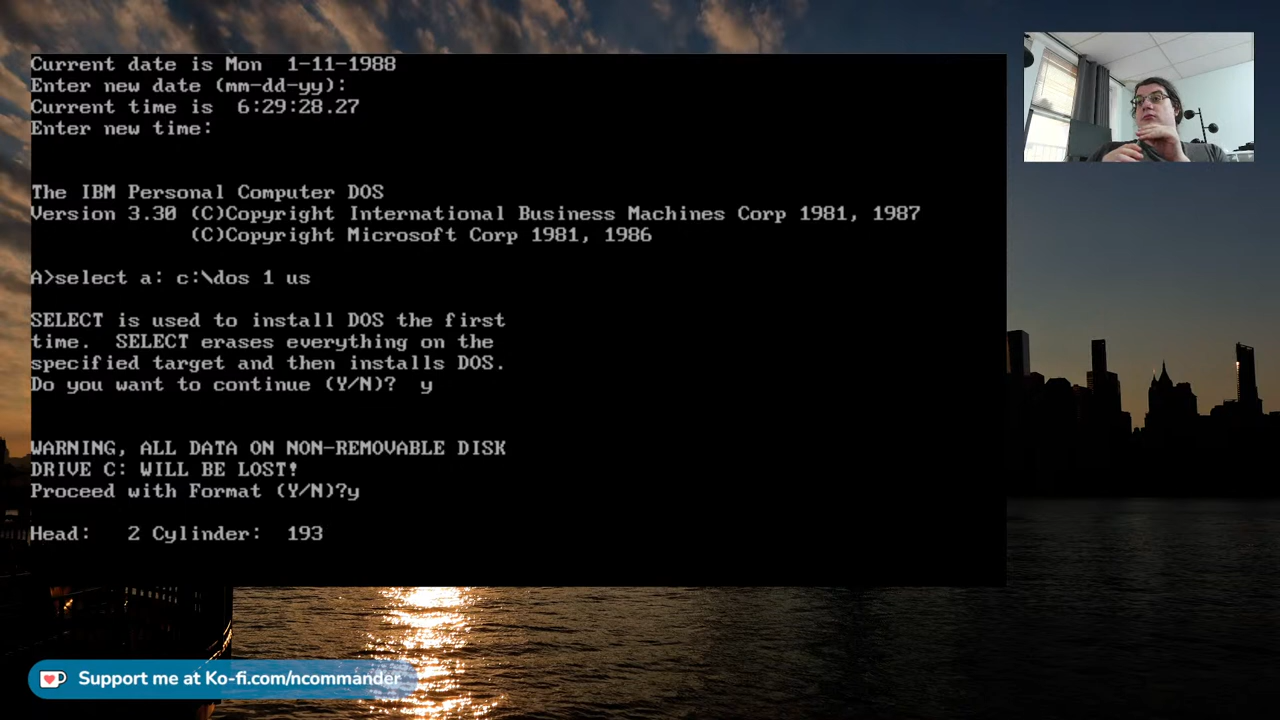 Current date is Mon  1-11-1988
Enter new date (mm-dd-yy):
Current time is  6:29:28.27
Enter new time:
The IBM Personal Computer DOS
Version 3.30 (C)Copyright International Business Machines Corp 1981, 1987
(C)Copyright Microsoft Corp 1981, 1986
A>select a: c:\dos 1 us
SELECT is used to install DOS the first
time.  SELECT erases everything on the
specified target and then installs DOS.
Do you want to continue (Y/N)?  y
WARNING, ALL DATA ON NON-REMOVABLE DISK
DRIVE C: WILL BE LOST!
Proceed with Format (Y/N)?y
Head:   2 Cylinder:  193
Support me at Ko-fi.com/ncommander